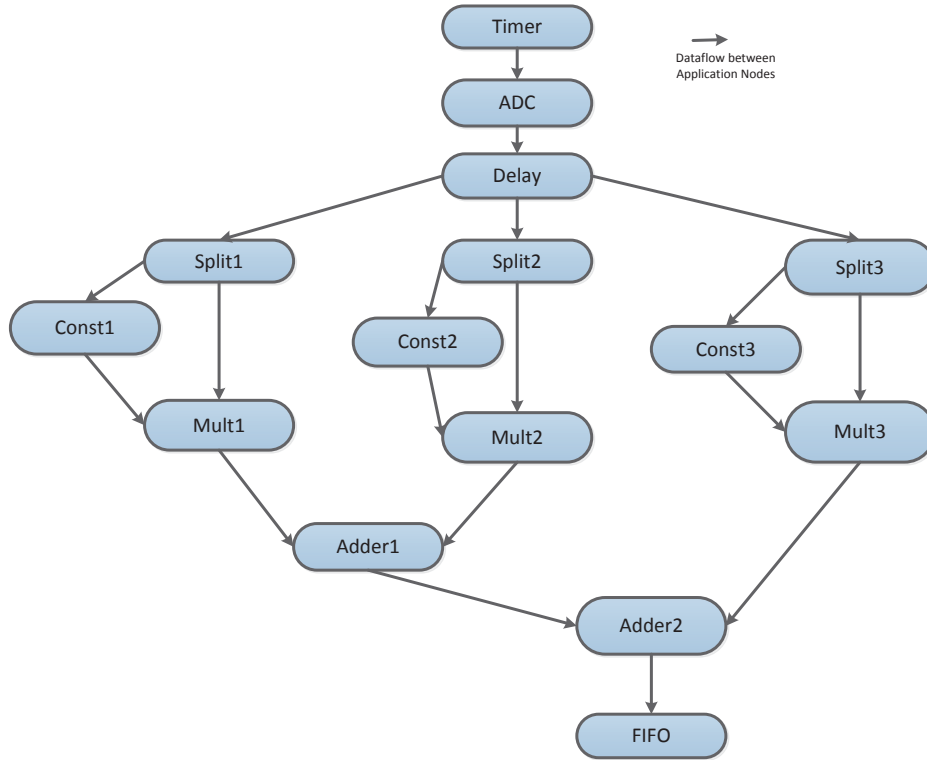 Timer
Dataflow between
Application Nodes
ADC
Delay
Split1
Split2
Split3
Const1
Const2
Const3
Mult1
Mult2
Mult3
Adder1
Adder2
FIFO